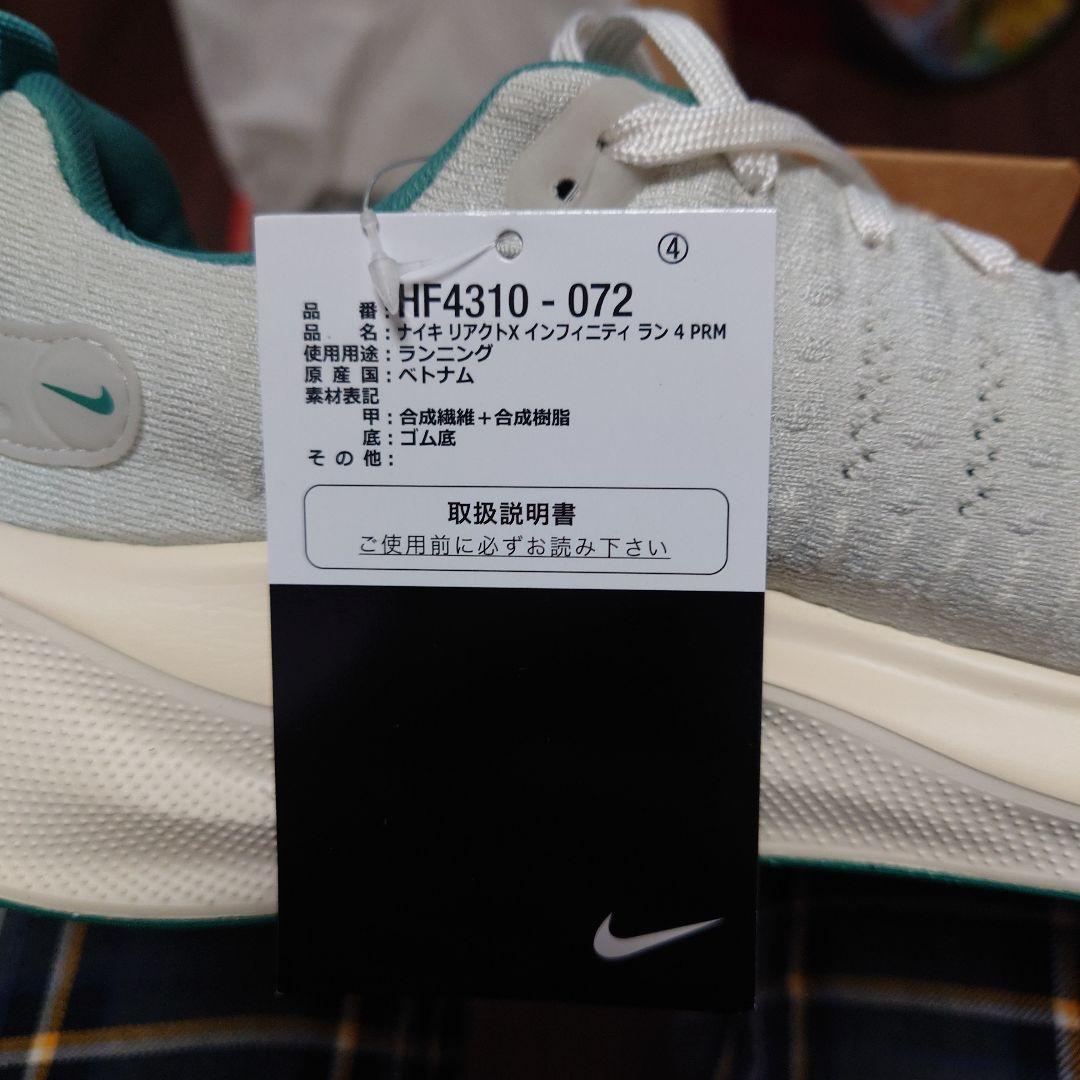 ④
品番:HF4310-072
品名:ナイキ リアクトX インフィニティ ラン 4 PRM
使用用途:ランニング
原産国:ベトナム
素材表記
甲:合成繊維+合成樹脂
底:ゴム底
その他:
取扱説明書
ご使用前に必ずお読み下さい